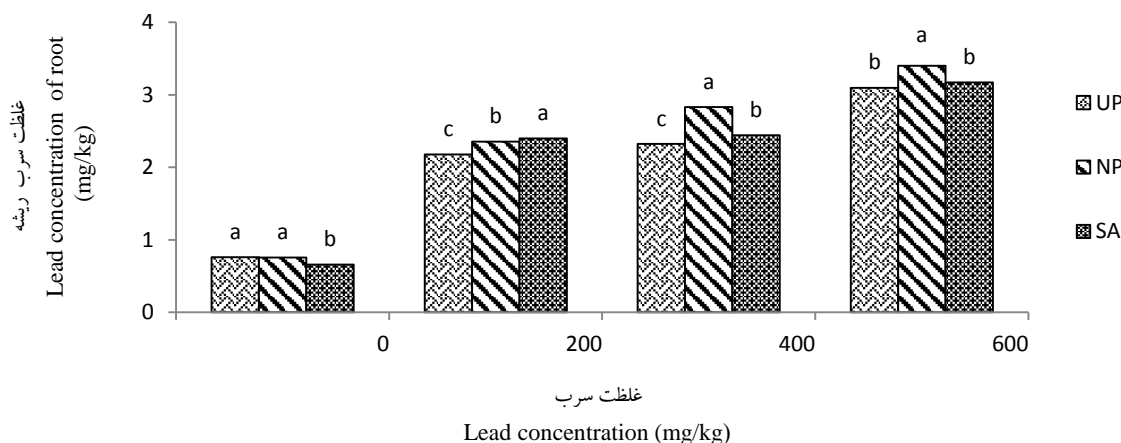 4
3
2
1
0
غلظت سرب ریشه
Lead concentration of root
(mg/kg)
a a b
c b a
c a b
b a b
0 200 400 600
غلظت سرب
Lead concentration (mg/kg)
UP
NP
SA